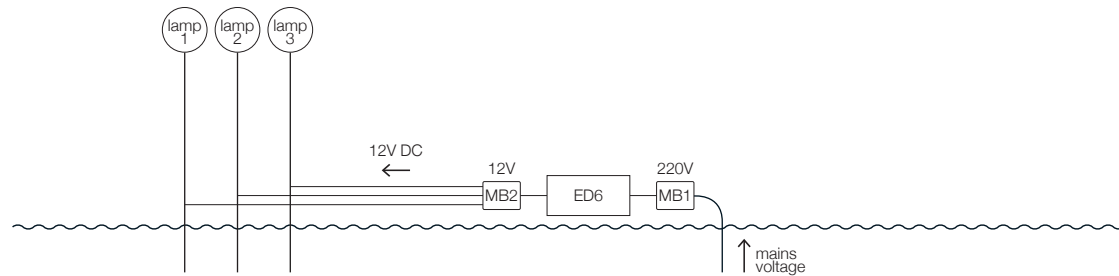 lamp
1
lamp
2
lamp
3
12V DC
12V
220V
MB2
ED6
MB1
mains
voltage